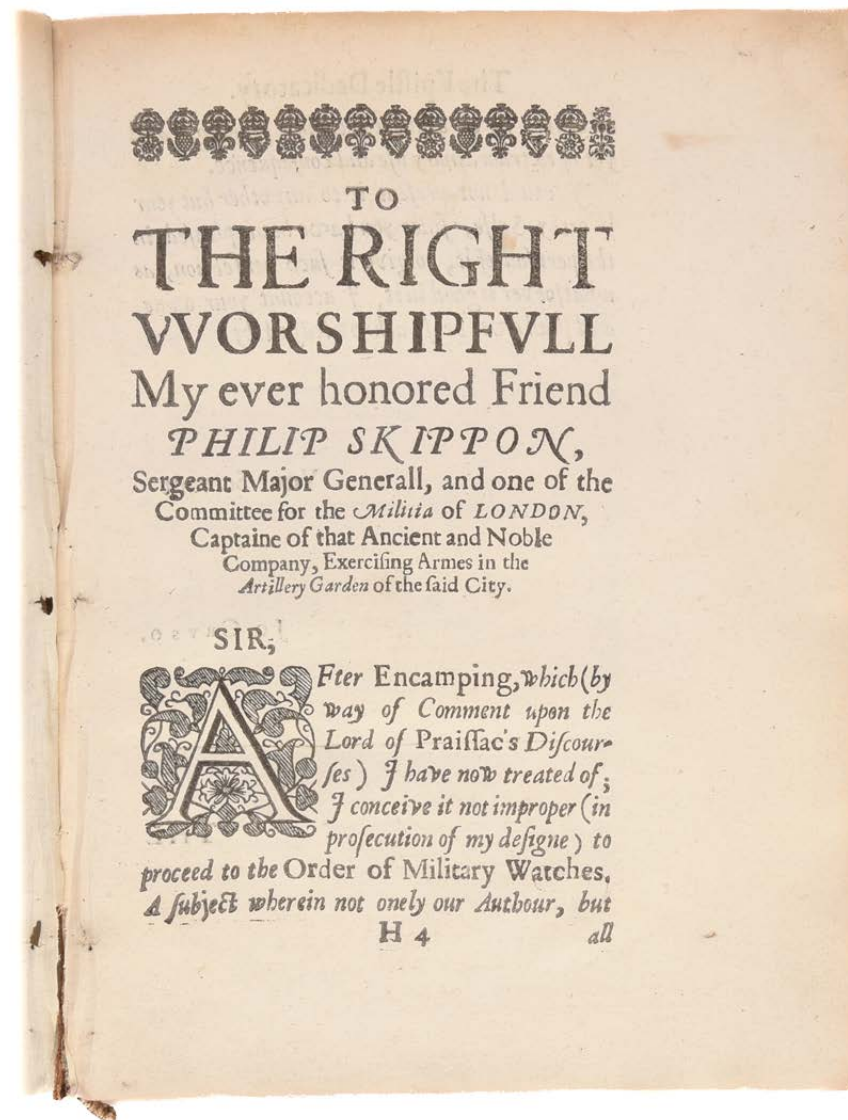 TO
THE RIGHT
VVORSHIPFVLL
My ever honored Friend
PHILIP SKIPPON,
Sergeant Major Generall, and one of the
Committee for the Militia of LONDON,
Captaine of that Ancient and Noble
Company, Exerciſing Armes in the
Artillery Garden of the ſaid City.
SIR,
AFter Encamping, which (by
way of Comment upon the
Lord of Praiſſac's Diſcour-
ſes) I have now treated of;
I conceive it not improper (in
proſecution of my deſigne) to
proceed to the Order of Military Watches.
A ſubject wherein not onely our Authour, but
H 4 all